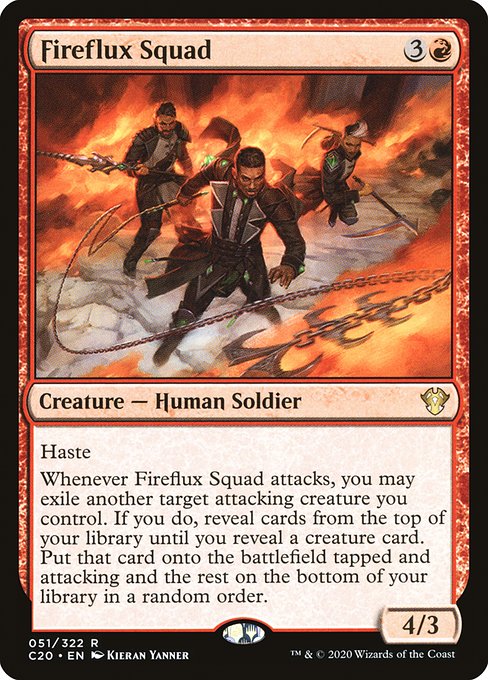 Fireflux Squad 3
Creature — Human Soldier
Haste
Whenever Fireflux Squad attacks, you may
exile another target attacking creature you
control. If you do, reveal cards from the top of
your library until you reveal a creature card.
Put that card onto the battlefield tapped and
attacking and the rest on the bottom of your
library in a random order.
4/3
051/322 R
C20 • EN Kieran Yanner
™ & © 2020 Wizards of the Coast